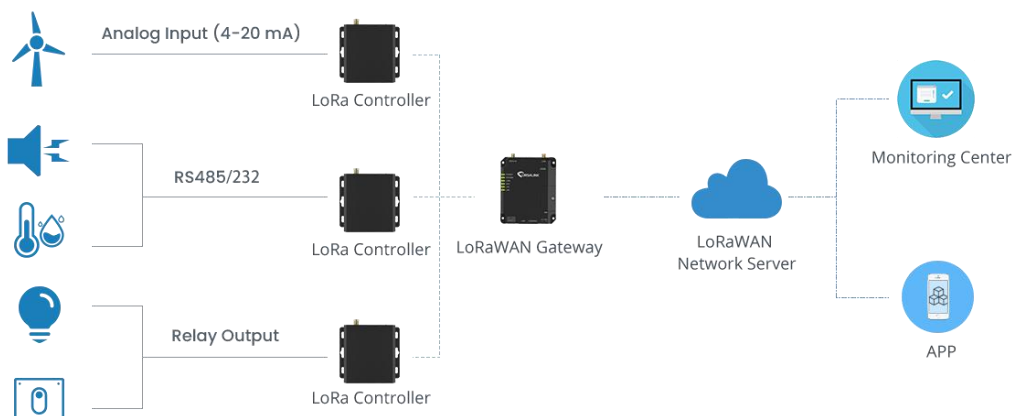 Analog Input (4-20 mA)
LoRa Controller
RS485/232
LoRa Controller
Relay Output
LoRa Controller
LoRaWAN Gateway
LoRaWAN
Network Server
Monitoring Center
APP